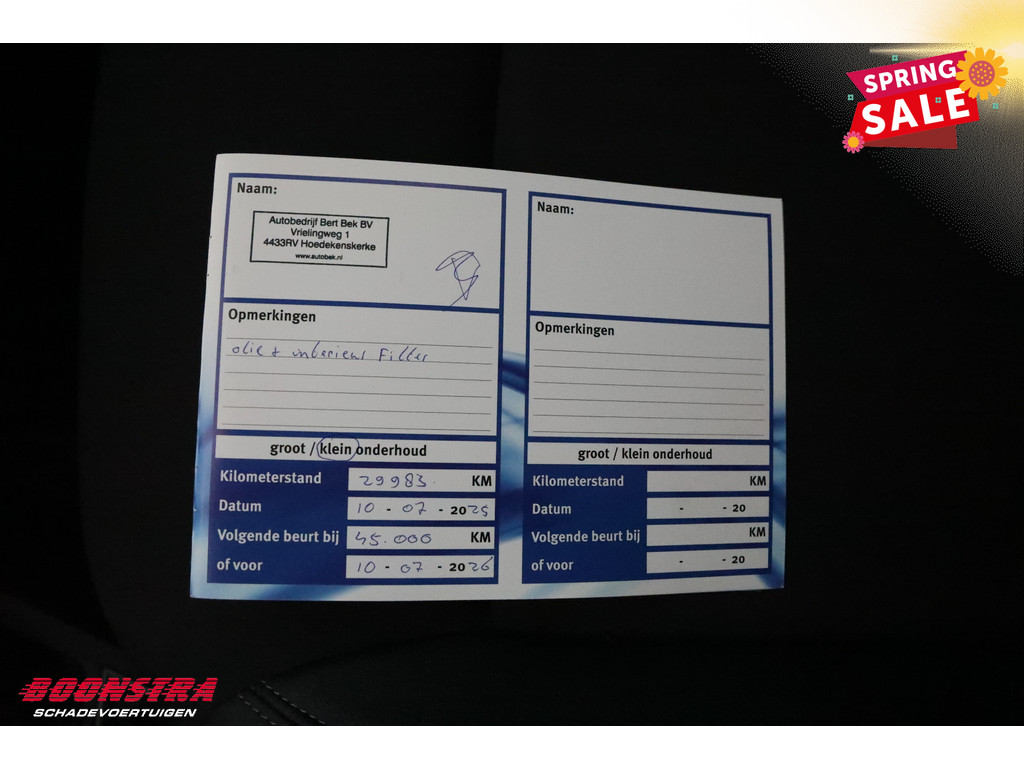 SPRING
SALE
Naam:
Autobedrijf Bert Bek BV
Vrielingweg 1
4433RV Hoedekenskerke
www.autobek.nl
Opmerkingen
olie + interieur Filter
groot / klein onderhoud
Kilometerstand 29983. KM
Datum 10 - 07 - 2025
Volgende beurt bij 45.000 KM
of voor 10 - 07 - 2026
Naam:
Opmerkingen
groot / klein onderhoud
Kilometerstand KM
Datum - - 20
Volgende beurt bij KM
of voor - - 20
BOONSTRA
SCHADEVOERTUIGEN